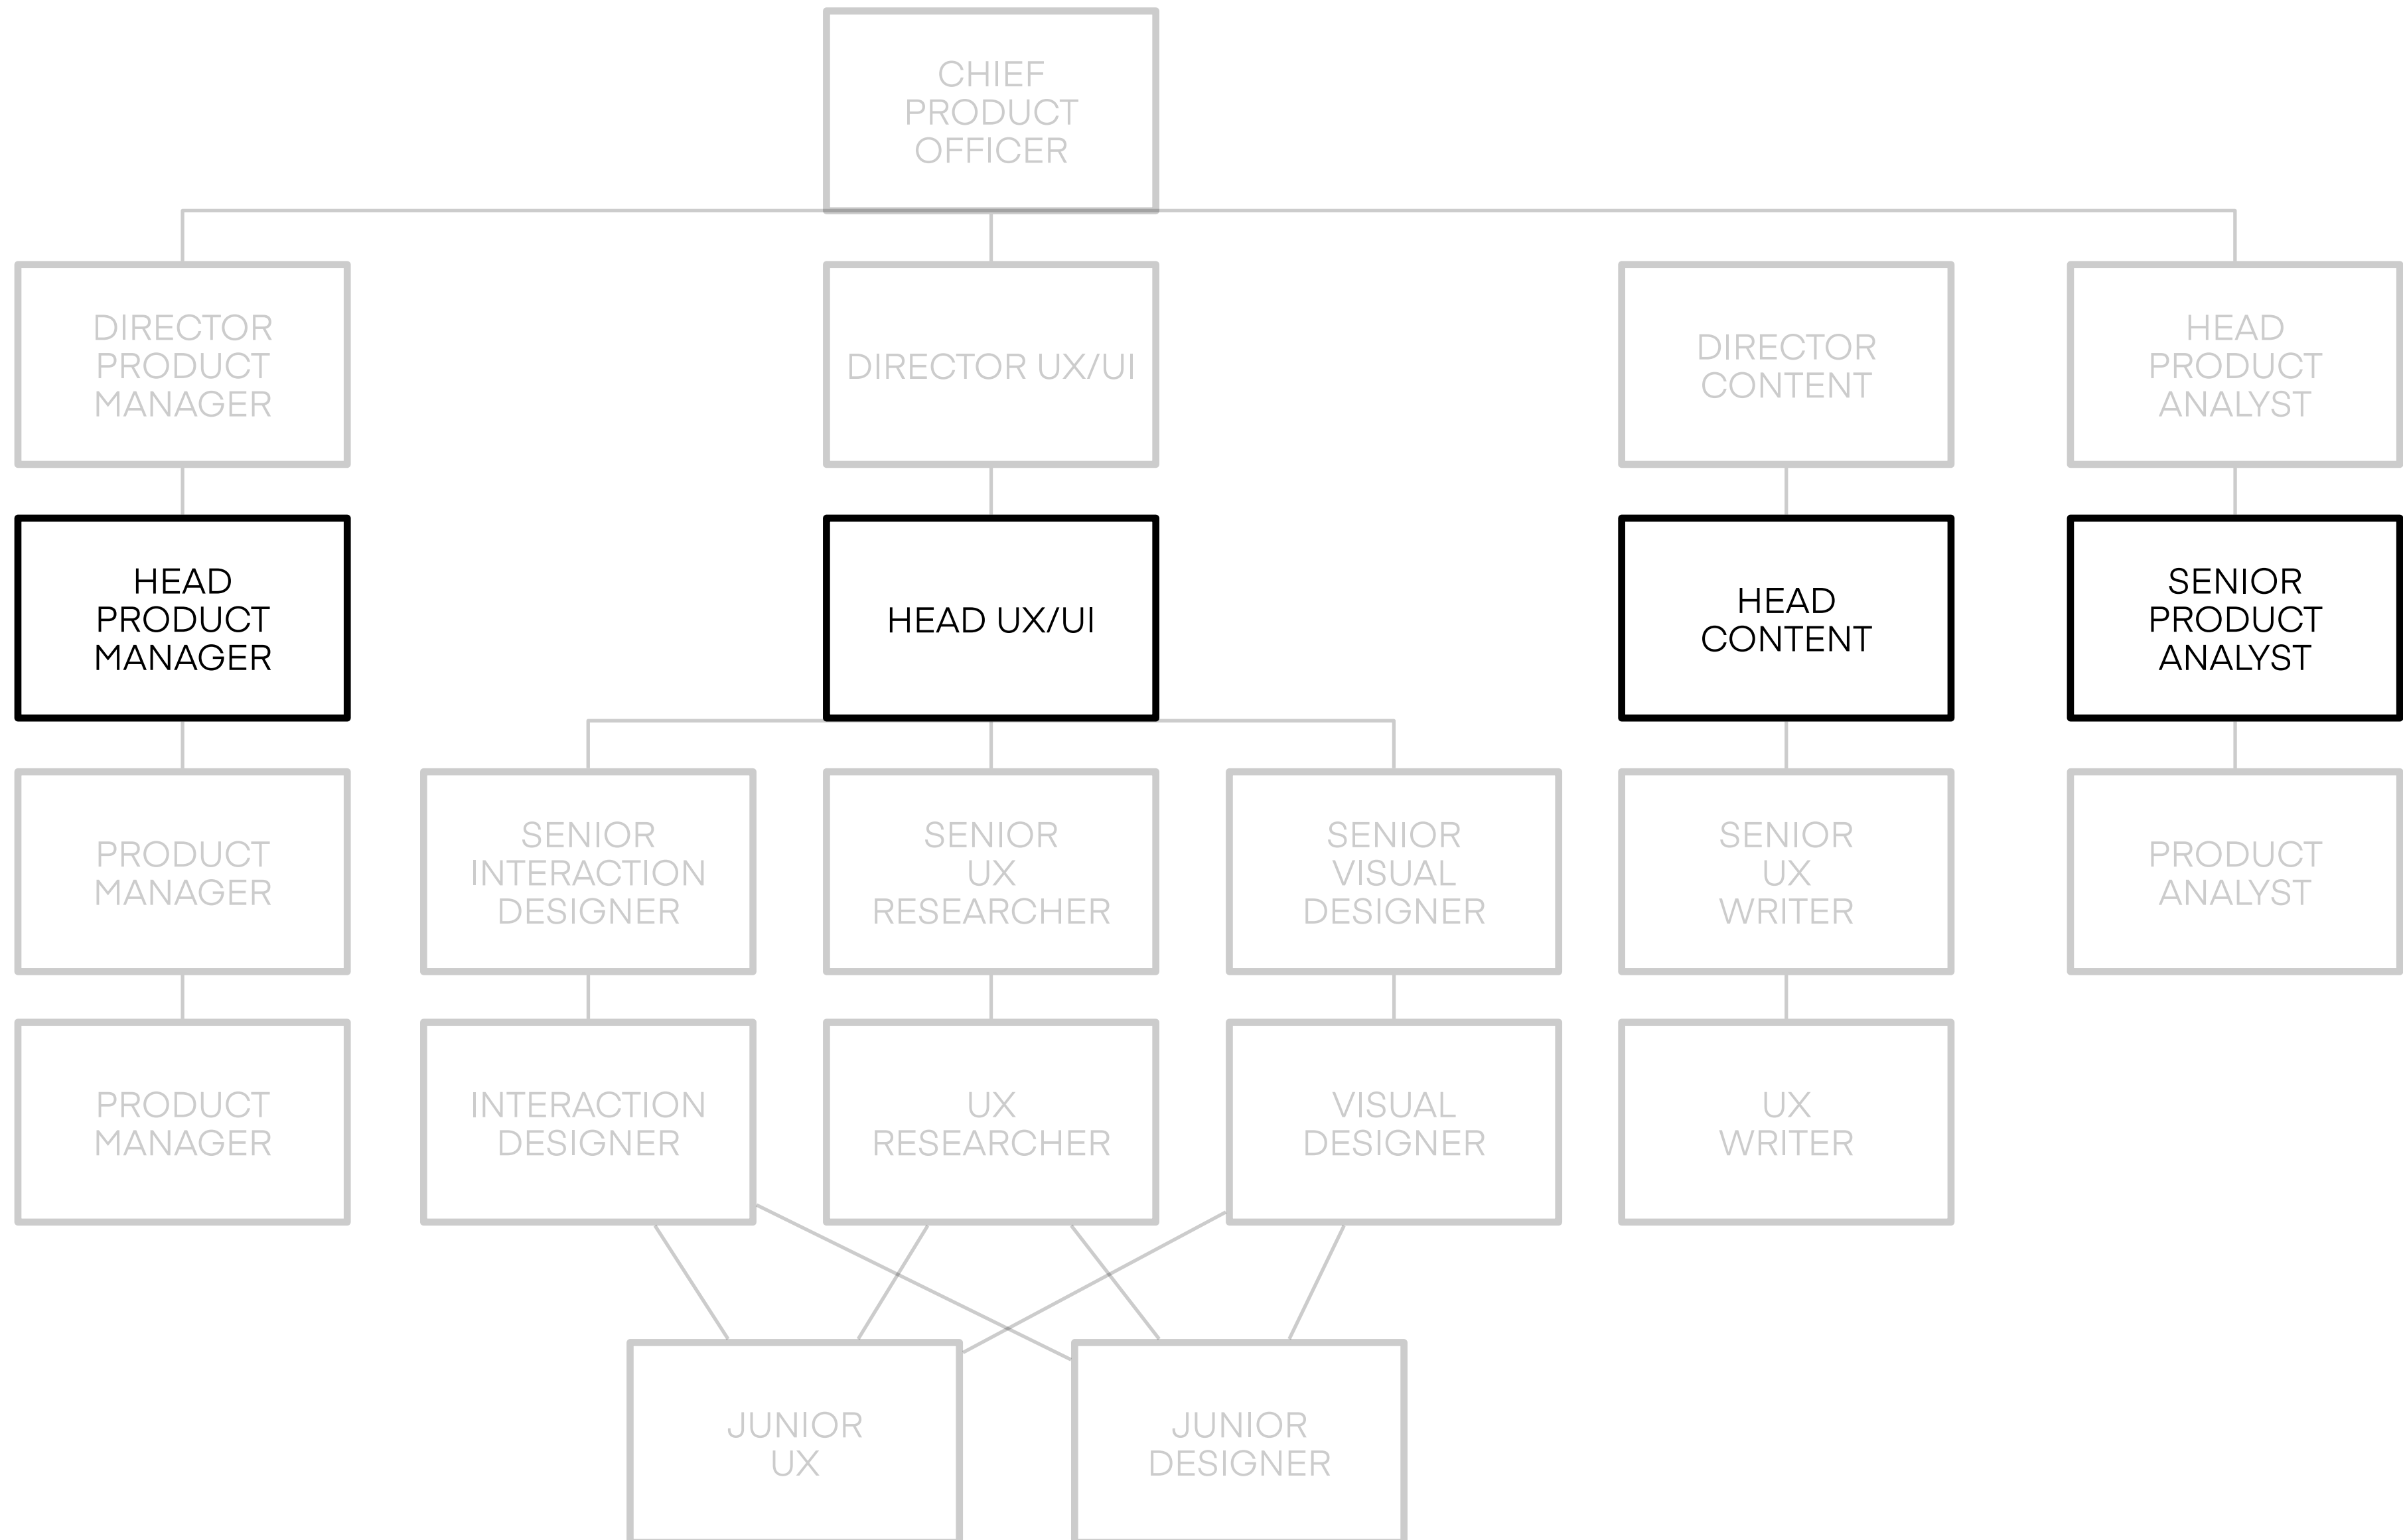 CHIEF
PRODUCT
OFFICER
DIRECTOR
PRODUCT
MANAGER
DIRECTOR UX/UI
DIRECTOR
CONTENT
HEAD
PRODUCT
ANALYST
HEAD
PRODUCT
MANAGER
HEAD UX/UI
HEAD
CONTENT
SENIOR
PRODUCT
ANALYST
PRODUCT
MANAGER
SENIOR
INTERACTION
DESIGNER
SENIOR
UX
RESEARCHER
SENIOR
VISUAL
DESIGNER
SENIOR
UX
WRITER
PRODUCT
ANALYST
PRODUCT
MANAGER
INTERACTION
DESIGNER
UX
RESEARCHER
VISUAL
DESIGNER
UX
WRITER
JUNIOR
UX
JUNIOR
DESIGNER